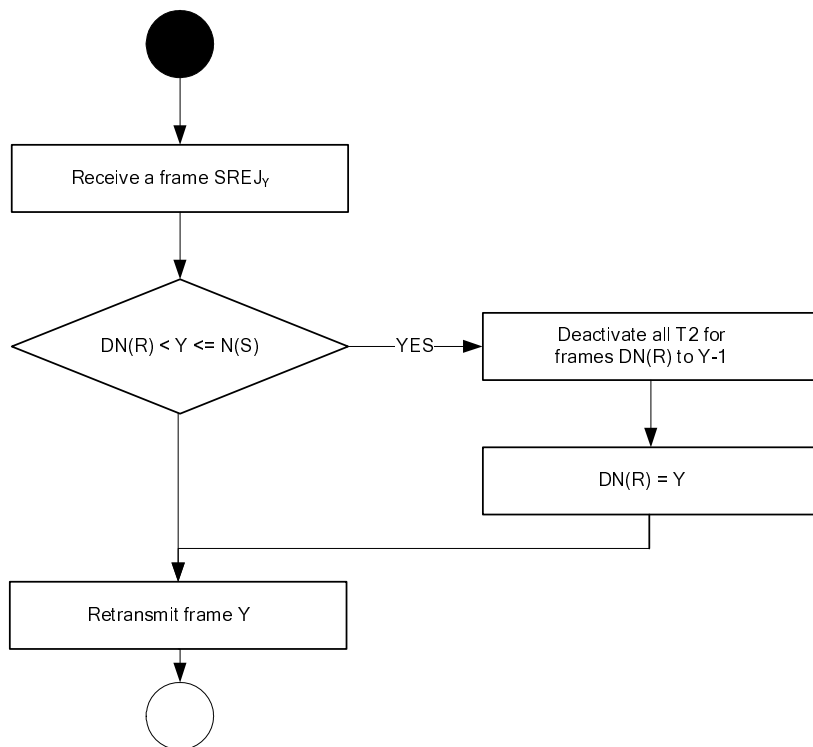 Receive a frame SREJY
DN(R) < Y <= N(S)
YES
Deactivate all T2 for
frames DN(R) to Y-1
DN(R) = Y
Retransmit frame Y